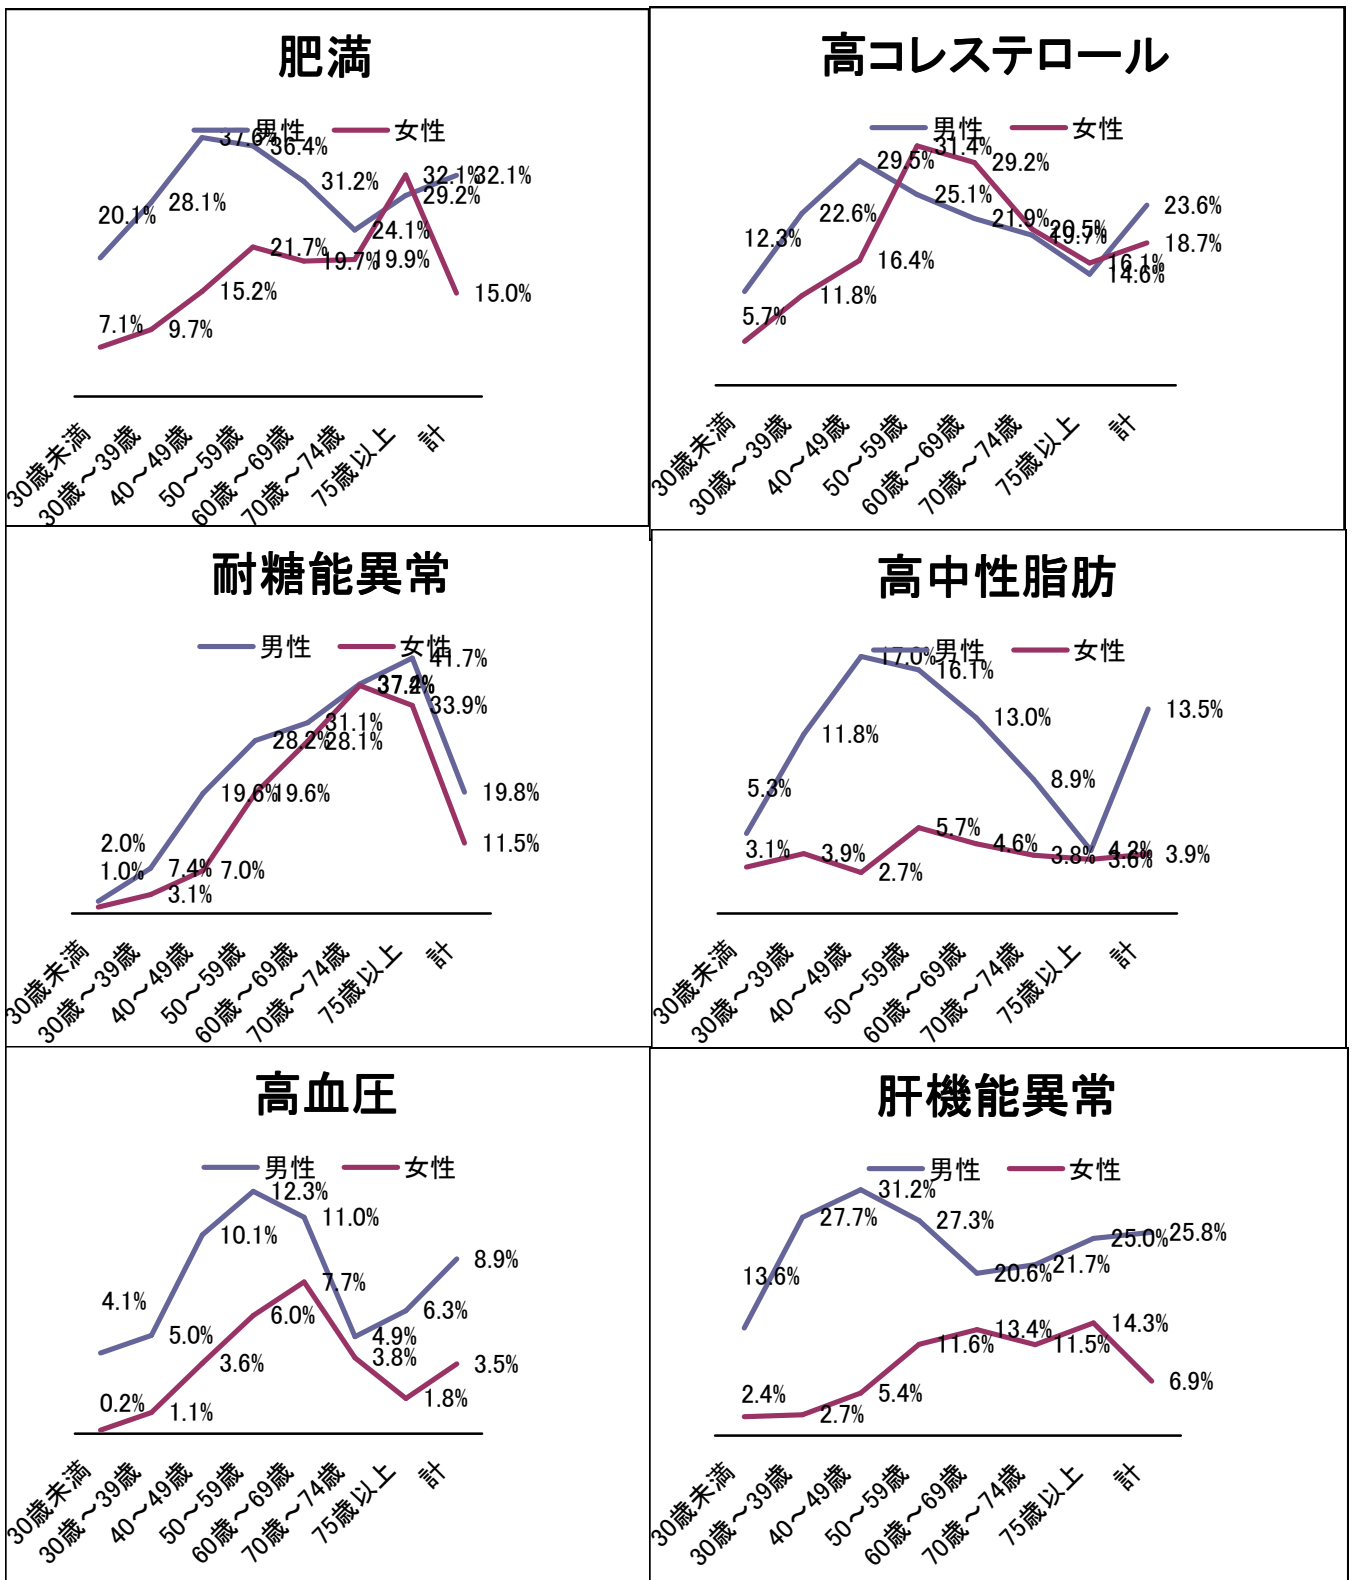 肥満
男性 女性
37.6%
36.4%
32.1% 32.1%
31.2%
29.2%
28.1%
20.1%
24.1%
21.7%
19.7%
19.9%
15.2%
15.0%
7.1%
9.7%
30歳未満
30歳～39歳
40～49歳
50～59歳
60歳～69歳
70歳～74歳
75歳以上
計
高コレステロール
男性 女性
31.4%
29.5%
29.2%
25.1%
22.6%
21.9%
20.5%
19.7%
23.6%
12.3%
18.7%
16.4%
16.1%
14.6%
11.8%
5.7%
30歳未満
30歳～39歳
40～49歳
50～59歳
60歳～69歳
70歳～74歳
75歳以上
計
耐糖能異常
男性 女性
41.7%
37.4%
37.2%
33.9%
31.1%
28.2%
28.1%
19.6%
19.6%
19.8%
2.0%
11.5%
1.0%
7.4%
7.0%
3.1%
30歳未満
30歳～39歳
40～49歳
50～59歳
60歳～69歳
70歳～74歳
75歳以上
計
高中性脂肪
男性 女性
17.0%
16.1%
13.0%
13.5%
11.8%
5.3%
8.9%
5.7%
3.1%
3.9%
4.6%
3.8%
4.2%
3.6%
3.9%
2.7%
30歳未満
30歳～39歳
40～49歳
50～59歳
60歳～69歳
70歳～74歳
75歳以上
計
高血圧
男性 女性
12.3%
11.0%
10.1%
8.9%
7.7%
4.1%
6.3%
6.0%
5.0%
4.9%
3.6%
3.8%
3.5%
0.2%
1.1%
1.8%
30歳未満
30歳～39歳
40～49歳
50～59歳
60歳～69歳
70歳～74歳
75歳以上
計
肝機能異常
男性 女性
31.2%
27.7%
27.3%
25.0%
25.8%
13.6%
20.6%
21.7%
14.3%
13.4%
11.6%
11.5%
2.4%
5.4%
6.9%
2.7%
30歳未満
30歳～39歳
40～49歳
50～59歳
60歳～69歳
70歳～74歳
75歳以上
計